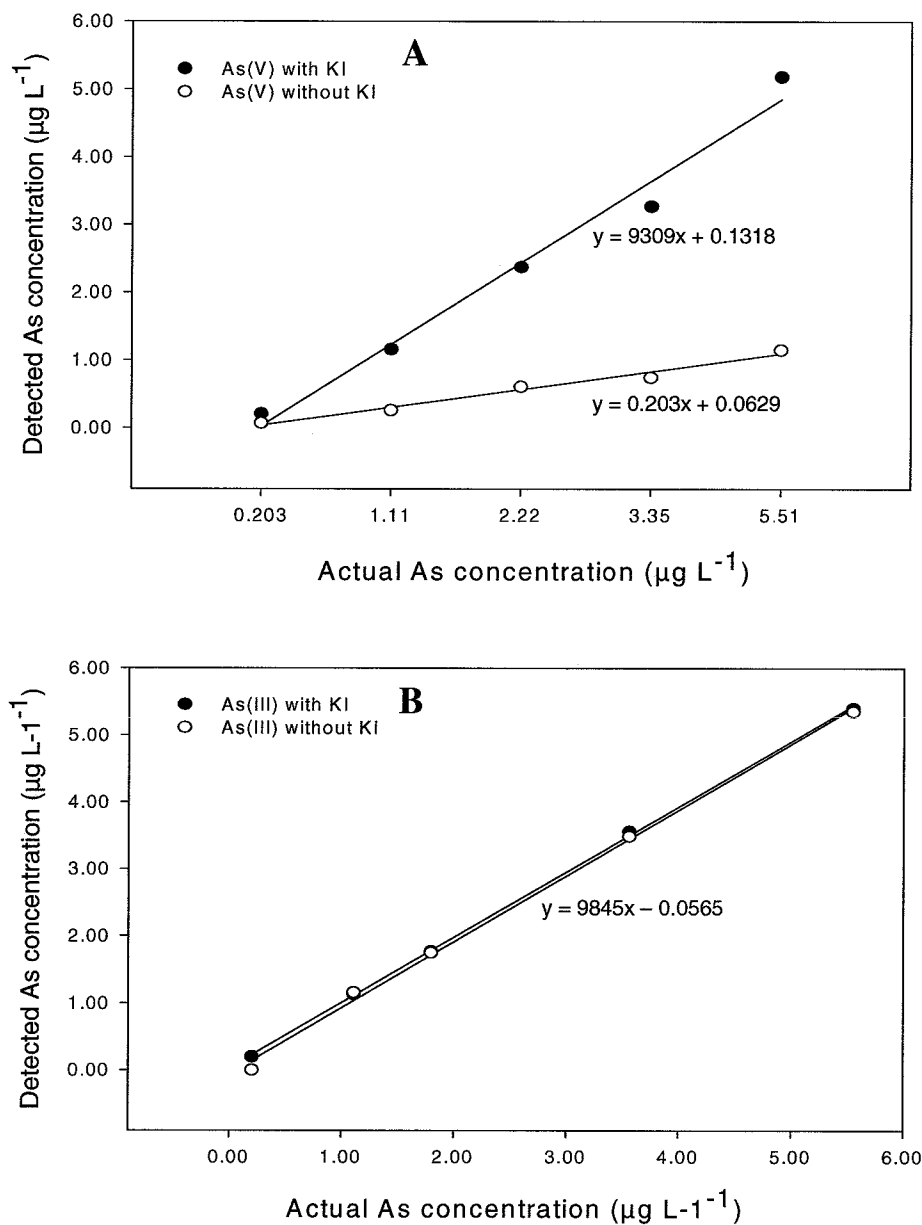 A
As(V) with KI
As(V) without KI
6.00
5.00
4.00
3.00
2.00
1.00
0.00
Detected As concentration (µg L-1)
y = 9309x + 0.1318
y = 0.203x + 0.0629
0.203 1.11 2.22 3.35 5.51
Actual As concentration (µg L-1)
B
As(III) with KI
As(III) without KI
6.00
5.00
4.00
3.00
2.00
1.00
0.00
Detected As concentration (µg L-1-1)
y = 9845x – 0.0565
0.00 1.00 2.00 3.00 4.00 5.00 6.00
Actual As concentration (µg L-1-1)